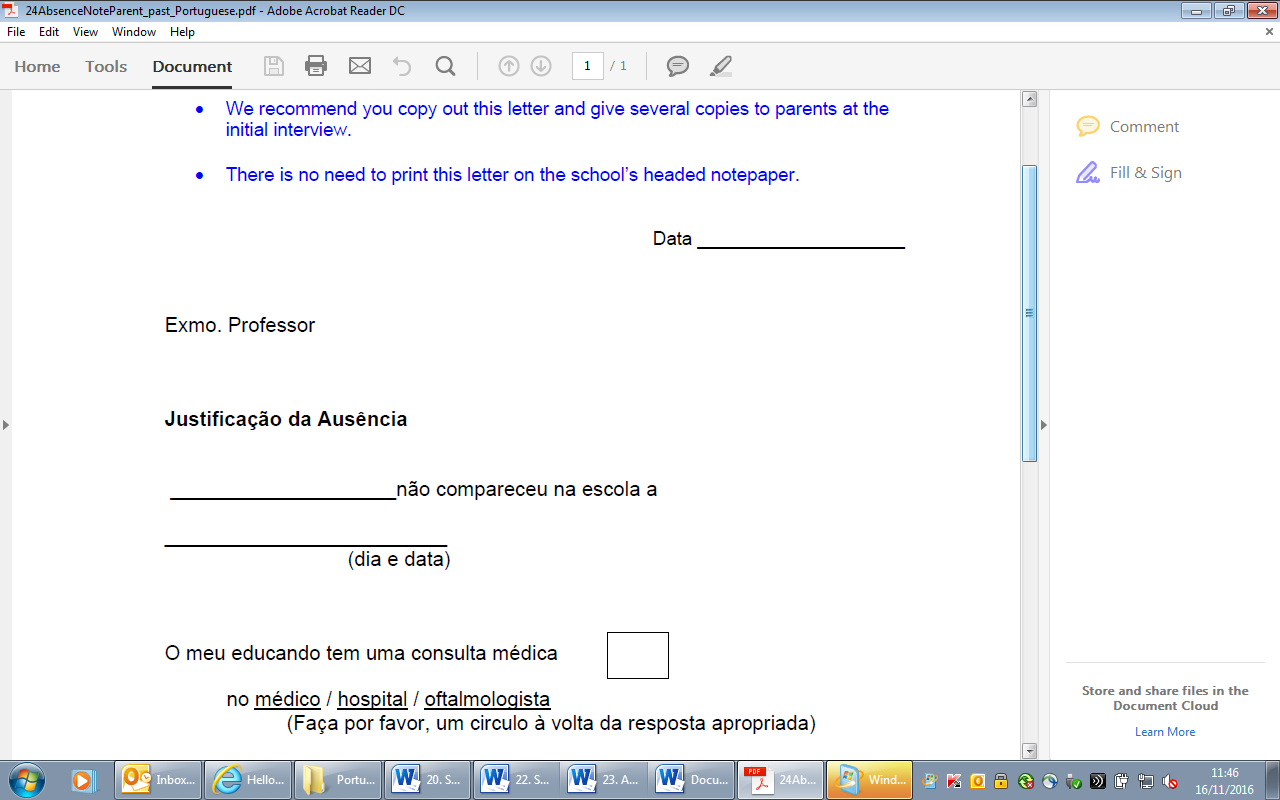 24AbsenceNoteParent_past_Portuguese.pdf - Adobe Acrobat Reader DC
File Edit View Window Help
Home Tools Document 1 / 1
• We recommend you copy out this letter and give several copies to parents at the
initial interview.
• There is no need to print this letter on the school’s headed notepaper.
Data ____________________
Exmo. Professor
Justificação da Ausência
______________________não compareceu na escola a
___________________________
(dia e data)
O meu educando tem uma consulta médica
no médico / hospital / oftalmologista
(Faça por favor, um circulo à volta da resposta apropriada)
Comment
Fill & Sign
Store and share files in the
Document Cloud
Learn More
Inbox... Hello... Portu... 20. S... 22. S... 23. A... Docu... 24Ab... Wind...
11:46
16/11/2016